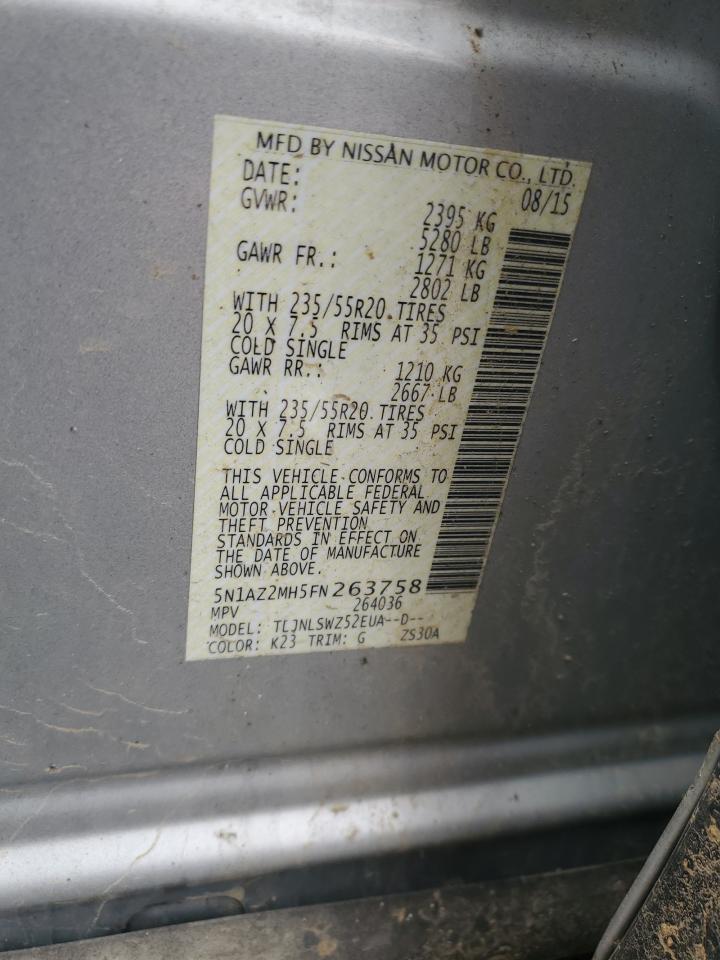 MFD BY NISSAN MOTOR CO., LTD.
DATE: 08/15
GVWR: 2395 KG
5280 LB
GAWR FR.: 1271 KG
2802 LB
WITH 235/55R20 TIRES
20 X 7.5 RIMS AT 35 PSI
COLD SINGLE
GAWR RR.: 1210 KG
2667 LB
WITH 235/55R20 TIRES
20 X 7.5 RIMS AT 35 PSI
COLD SINGLE
THIS VEHICLE CONFORMS TO
ALL APPLICABLE FEDERAL
MOTOR VEHICLE SAFETY AND
THEFT PREVENTION
STANDARDS IN EFFECT ON
THE DATE OF MANUFACTURE
SHOWN ABOVE.
5N1AZ2MH5FN263758
MPV 264036
MODEL: TLJNLSWZ52EUA--D--
COLOR: K23 TRIM: G ZS30A